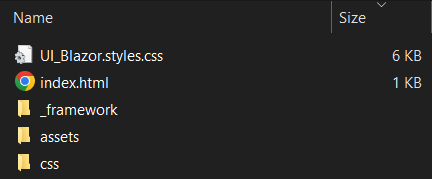 Name Size
UI_Blazor.styles.css 6 KB
index.html 1 KB
_framework
assets
css